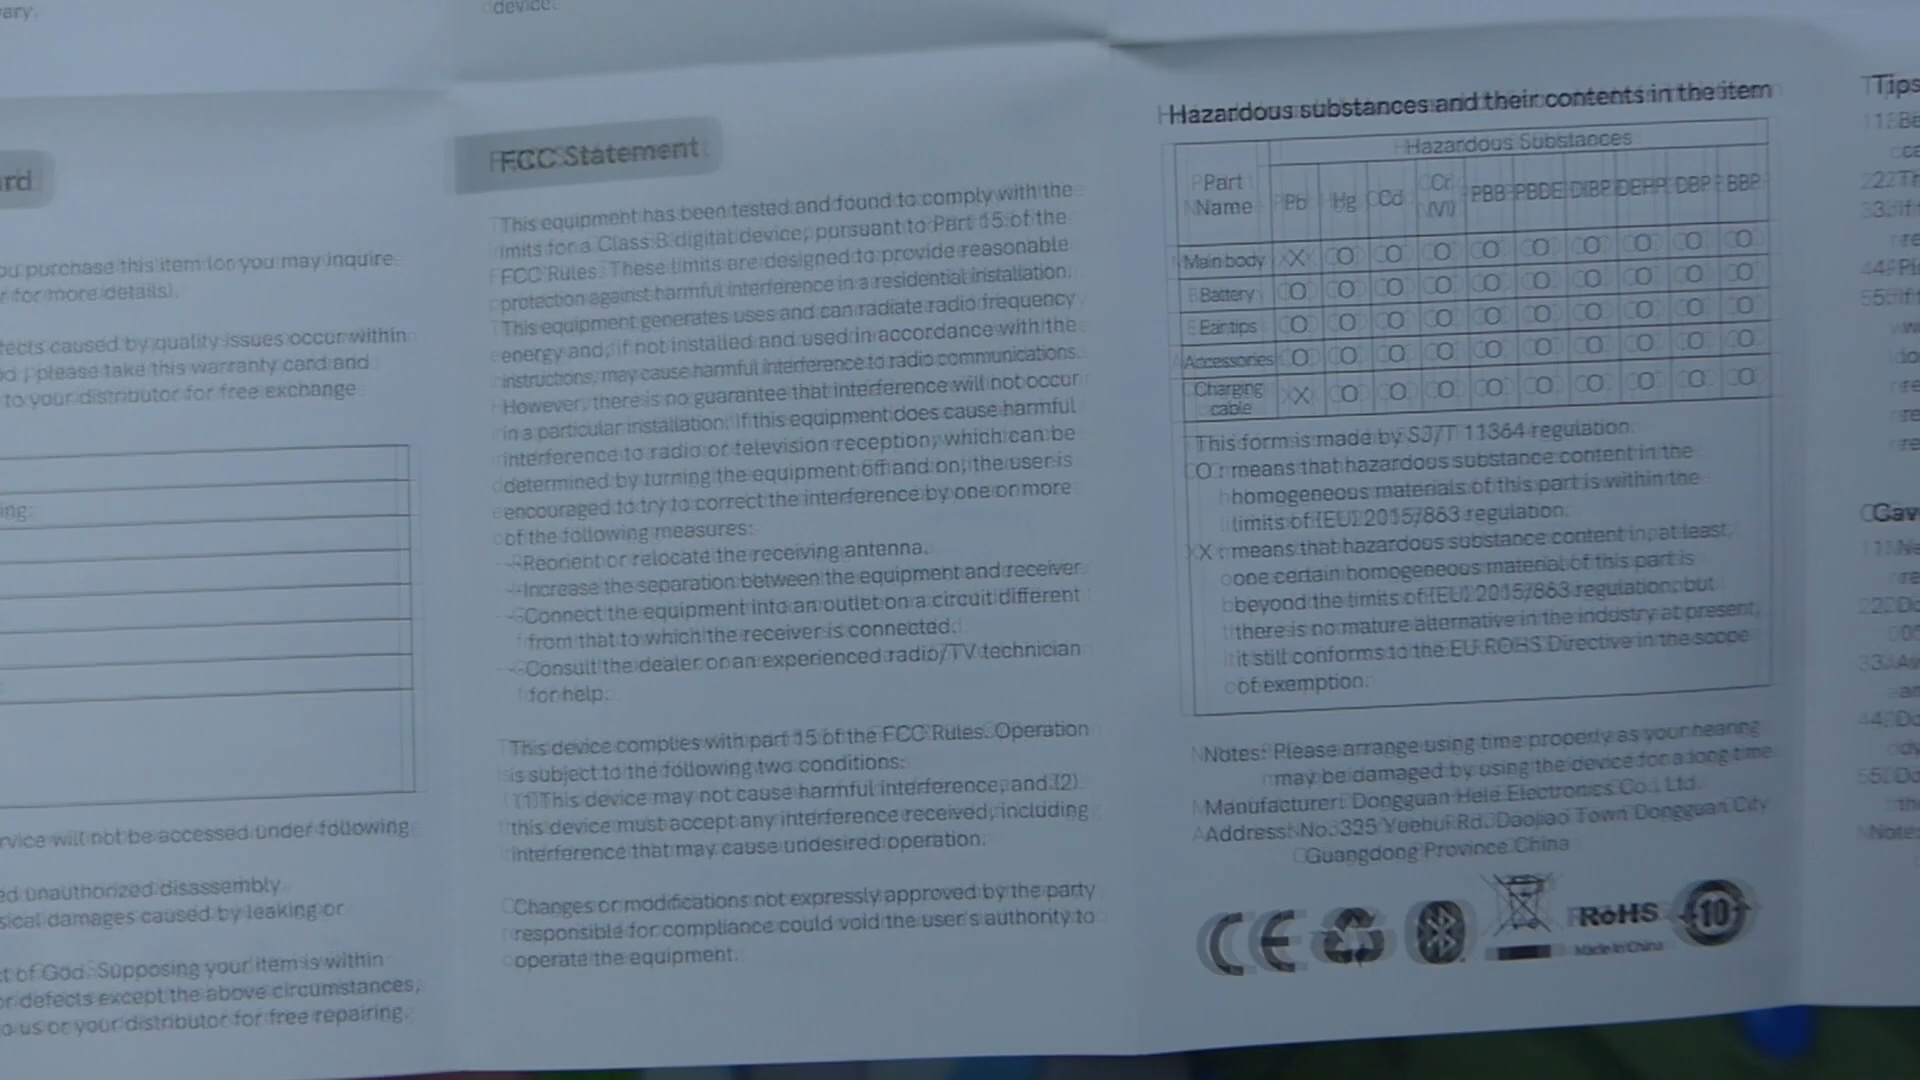 ary.
device.
rd
ou purchase this item (or you may inquire
r for more details).
fects caused by quality issues occur within
please take this warranty card and
to your distributor for free exchange
ing:
rvice will not be accessed under following
ed unauthorized disassembly
sical damages caused by leaking or
t of God. Supposing your item is within
or defects except the above circumstances,
o us or your distributor for free repairing.
FCC Statement
This equipment has been tested and found to comply with the
limits for a Class B digital device, pursuant to Part 15 of the
FCC Rules. These limits are designed to provide reasonable
protection against harmful interference in a residential installation.
This equipment generates uses and can radiate radio frequency
energy and, if not installed and used in accordance with the
instructions, may cause harmful interference to radio communications.
However, there is no guarantee that interference will not occur
in a particular installation. If this equipment does cause harmful
interference to radio or television reception, which can be
determined by turning the equipment off and on, the user is
encouraged to try to correct the interference by one or more
of the following measures:
-Reorient or relocate the receiving antenna.
-Increase the separation between the equipment and receiver.
-Connect the equipment into an outlet on a circuit different
from that to which the receiver is connected.
-Consult the dealer or an experienced radio/TV technician
for help.
This device complies with part 15 of the FCC Rules. Operation
is subject to the following two conditions:
(1)This device may not cause harmful interference, and (2)
this device must accept any interference received, including
interference that may cause undesired operation.
Changes or modifications not expressly approved by the party
responsible for compliance could void the user's authority to
operate the equipment.
Hazardous substances and their contents in the item
Part Name Hazardous Substances
Pb Hg Cd Cr (VI) PBB PBDE DIBP DEHP DBP BBP
Main body X O O O O O O O O O
Battery O O O O O O O O O O
Ear tips O O O O O O O O O O
Accessories O O O O O O O O O O
Charging cable X O O O O O O O O O
This form is made by SJ/T 11364 regulation.
O : means that hazardous substance content in the
homogeneous materials of this part is within the
limits of (EU) 2015/863 regulation.
X : means that hazardous substance content in, at least,
one certain homogeneous material of this part is
beyond the limits of (EU) 2015/863 regulation, but
there is no mature alternative in the industry at present,
it still conforms to the EU ROHS Directive in the scope
of exemption.
Notes: Please arrange using time properly as your hearing
may be damaged by using the device for a long time
Manufacturer: Dongguan Hele Electronics Co., Ltd.
Address: No. 325 Yuehui Rd. Daojiao Town Dongguan City
Guangdong Province China
CE
RoHS
10
Made In China
Tips